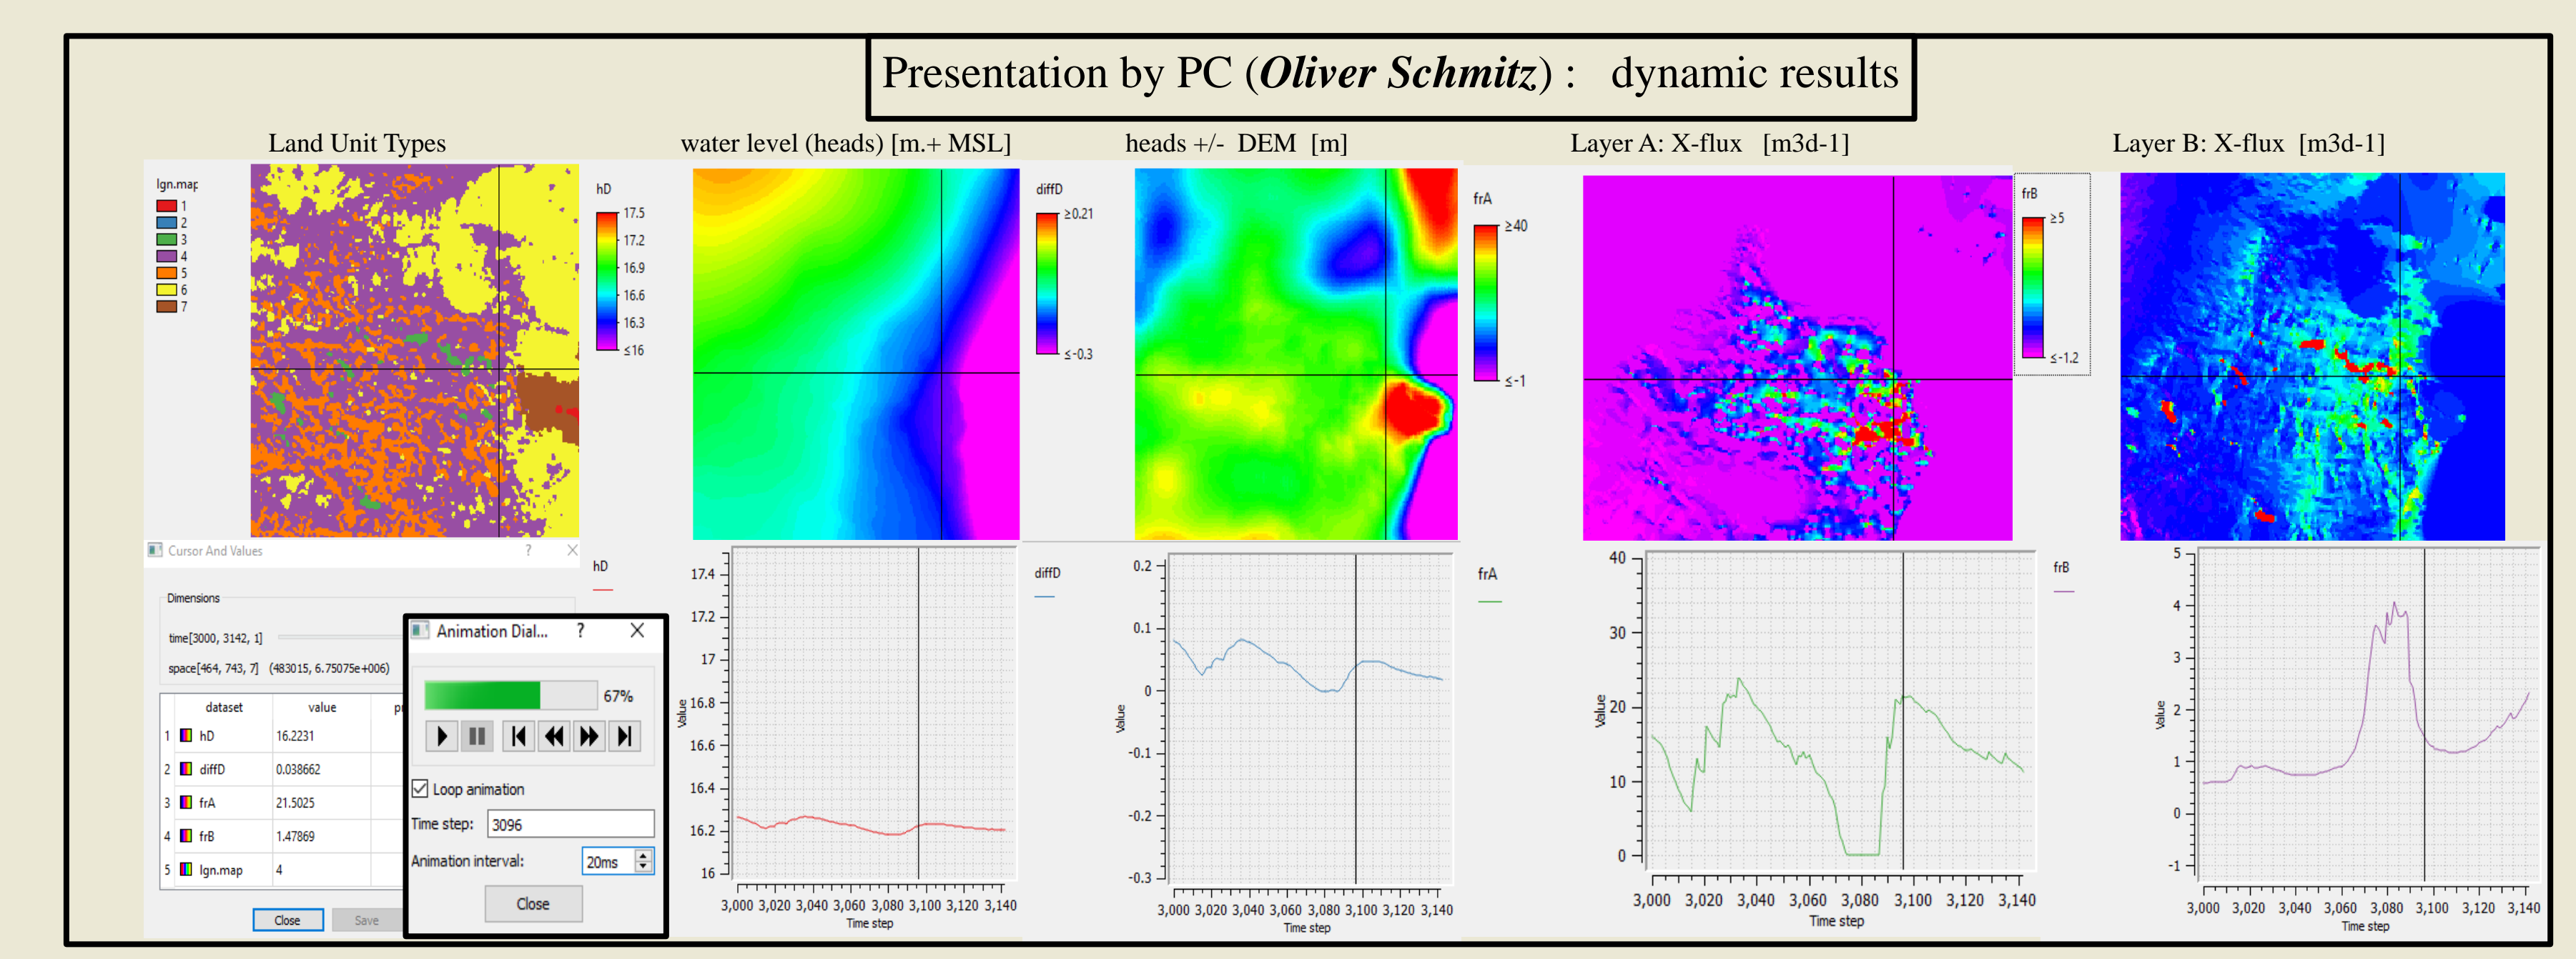 Presentation by PC (Oliver Schmitz) :   dynamic results
Land Unit Types
water level (heads) [m.+ MSL]
heads +/-  DEM  [m]
Layer A: X-flux   [m3d-1]
Layer B: X-flux  [m3d-1]
lgn.map
1
2
3
4
5
6
7
hD
17.5
17.2
16.9
16.6
16.3
≤16
diffD
≥0.21
≤-0.3
frA
≥40
≤-1
frB
≥5
≤-1.2
Cursor And Values
?
Dimensions
time[3000, 3142, 1]
space[464, 743, 7]   (483015, 6.75075e+006)
dataset value
1 hD 16.2231
2 diffD 0.038662
3 frA 21.5025
4 frB 1.47869
5 lgn.map 4
Close Save
Animation Dial... ?
67%
Loop animation
Time step: 3096
Animation interval: 20ms
Close
hD
17.4
17.2
17
16.8
16.6
16.4
16.2
16
Value
3,000 3,020 3,040 3,060 3,080 3,100 3,120 3,140
Time step
diffD
0.2
0.1
0
-0.1
-0.2
-0.3
Value
3,000 3,020 3,040 3,060 3,080 3,100 3,120 3,140
Time step
frA
40
30
20
10
0
Value
3,000 3,020 3,040 3,060 3,080 3,100 3,120 3,140
Time step
frB
5
4
3
2
1
0
-1
Value
3,000 3,020 3,040 3,060 3,080 3,100 3,120 3,140
Time step